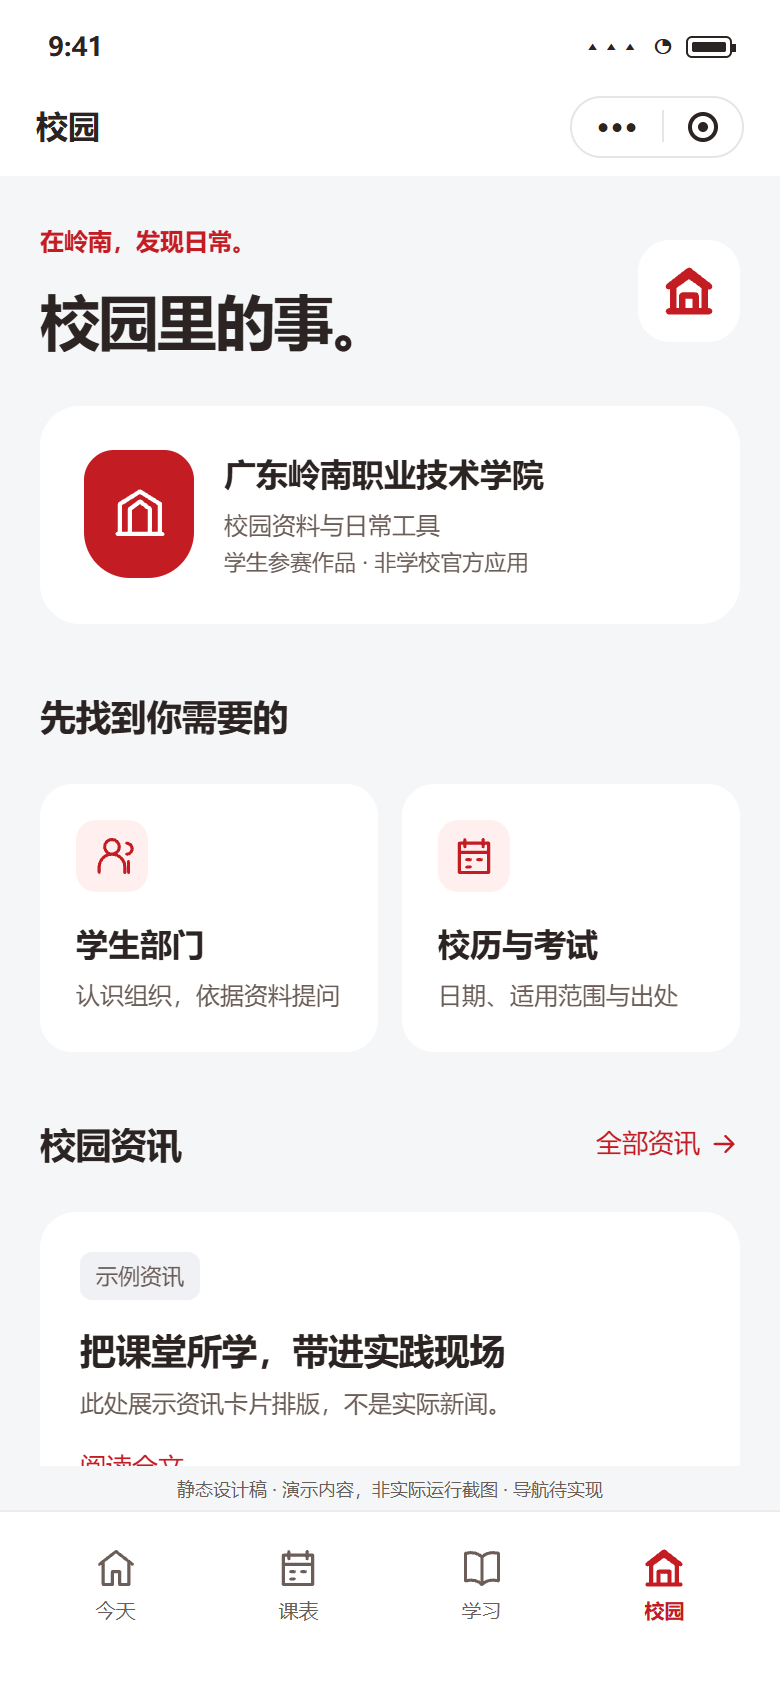 9:41
校园
在岭南，发现日常。
校园里的事。
广东岭南职业技术学院
校园资料与日常工具
学生参赛作品 · 非学校官方应用
先找到你需要的
学生部门
认识组织，依据资料提问
校历与考试
日期、适用范围与出处
校园资讯
全部资讯 →
示例资讯
把课堂所学，带进实践现场
此处展示资讯卡片排版，不是实际新闻。
阅读全文
静态设计稿 · 演示内容，非实际运行截图 · 导航待实现
今天
课表
学习
校园